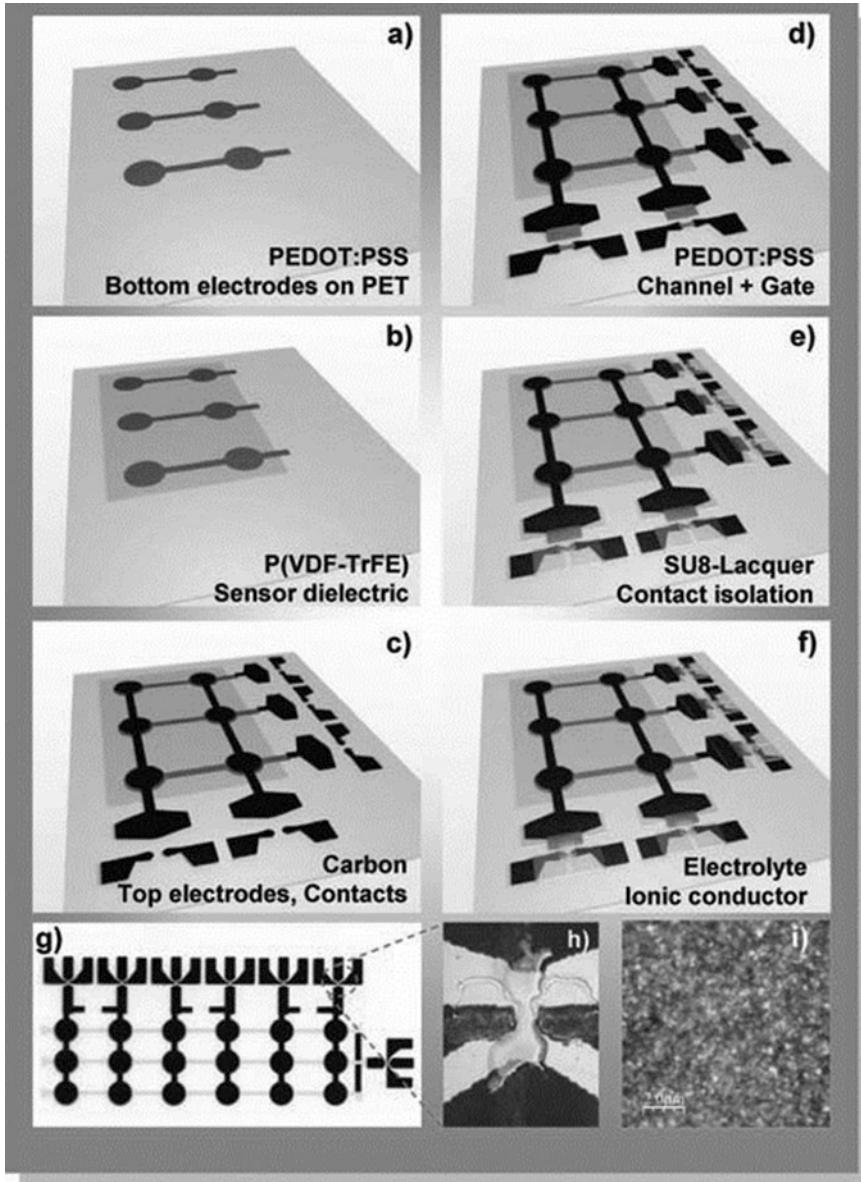 a)
PEDOT:PSS
Bottom electrodes on PET
b)
P(VDF-TrFE)
Sensor dielectric
c)
Carbon
Top electrodes, Contacts
d)
PEDOT:PSS
Channel + Gate
e)
SU8-Lacquer
Contact isolation
f)
Electrolyte
Ionic conductor
g)
h)
i)